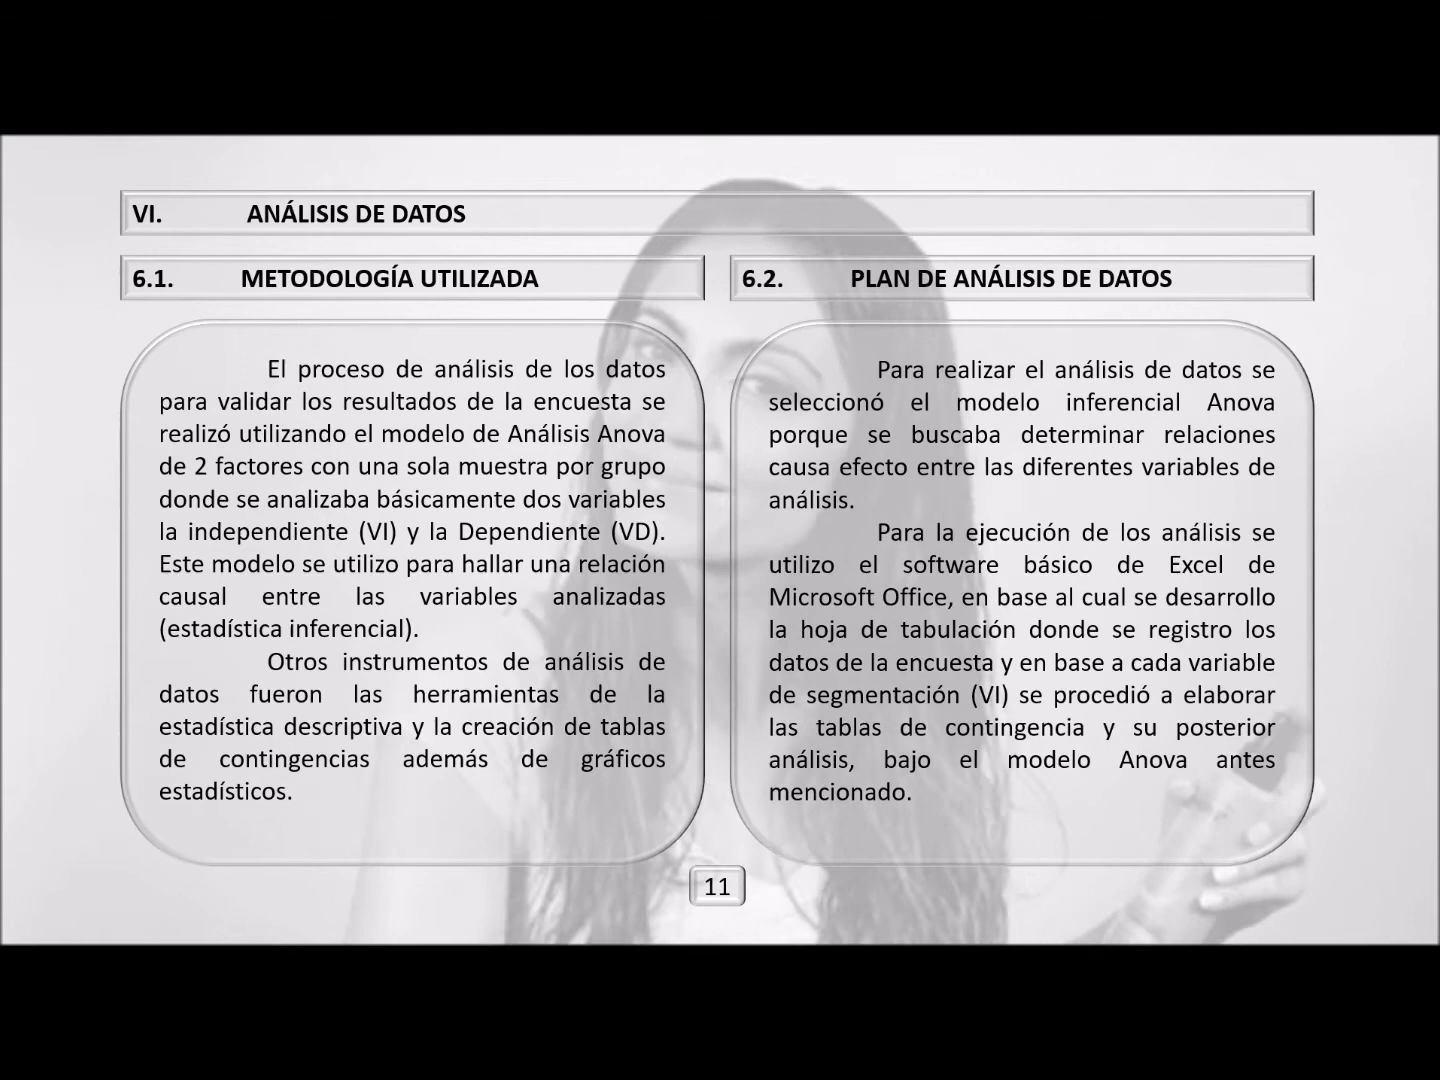 VI. ANÁLISIS DE DATOS
6.1. METODOLOGÍA UTILIZADA
El proceso de análisis de los datos
para validar los resultados de la encuesta se
realizó utilizando el modelo de Análisis Anova
de 2 factores con una sola muestra por grupo
donde se analizaba básicamente dos variables
la independiente (VI) y la Dependiente (VD).
Este modelo se utilizo para hallar una relación
causal entre las variables analizadas
(estadística inferencial).
Otros instrumentos de análisis de
datos fueron las herramientas de la
estadística descriptiva y la creación de tablas
de contingencias además de gráficos
estadísticos.
6.2. PLAN DE ANÁLISIS DE DATOS
Para realizar el análisis de datos se
seleccionó el modelo inferencial Anova
porque se buscaba determinar relaciones
causa efecto entre las diferentes variables de
análisis.
Para la ejecución de los análisis se
utilizo el software básico de Excel de
Microsoft Office, en base al cual se desarrollo
la hoja de tabulación donde se registro los
datos de la encuesta y en base a cada variable
de segmentación (VI) se procedió a elaborar
las tablas de contingencia y su posterior
análisis, bajo el modelo Anova antes
mencionado.
11